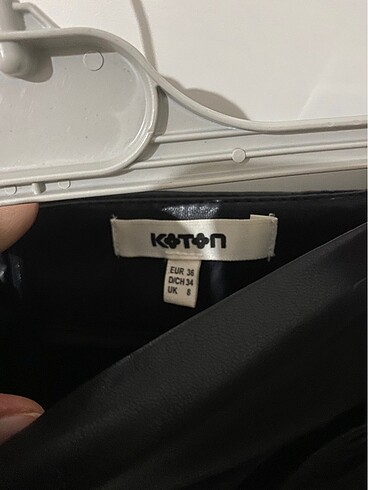 KOTON
EUR 36
D/CH 34
UK 8